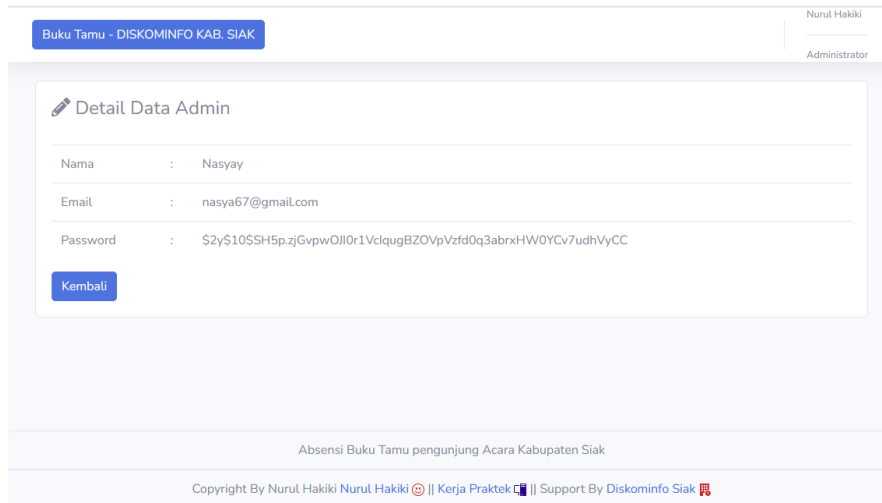 Nurul Hakiki
Buku Tamu - DISKOMINFO KAB. SIAK
Administrator
Detail Data Admin
Nama : Nasyay
Email : nasya67@gmail.com
Password : $2y$10$SH5p.zjGvpwOJI0r1VcIqugBZOVpVzfd0q3abrxHW0YCv7udhVyCC
Kembali
Absensi Buku Tamu pengunjung Acara Kabupaten Siak
Copyright By Nurul Hakiki Nurul Hakiki || Kerja Praktek || Support By Diskominfo Siak